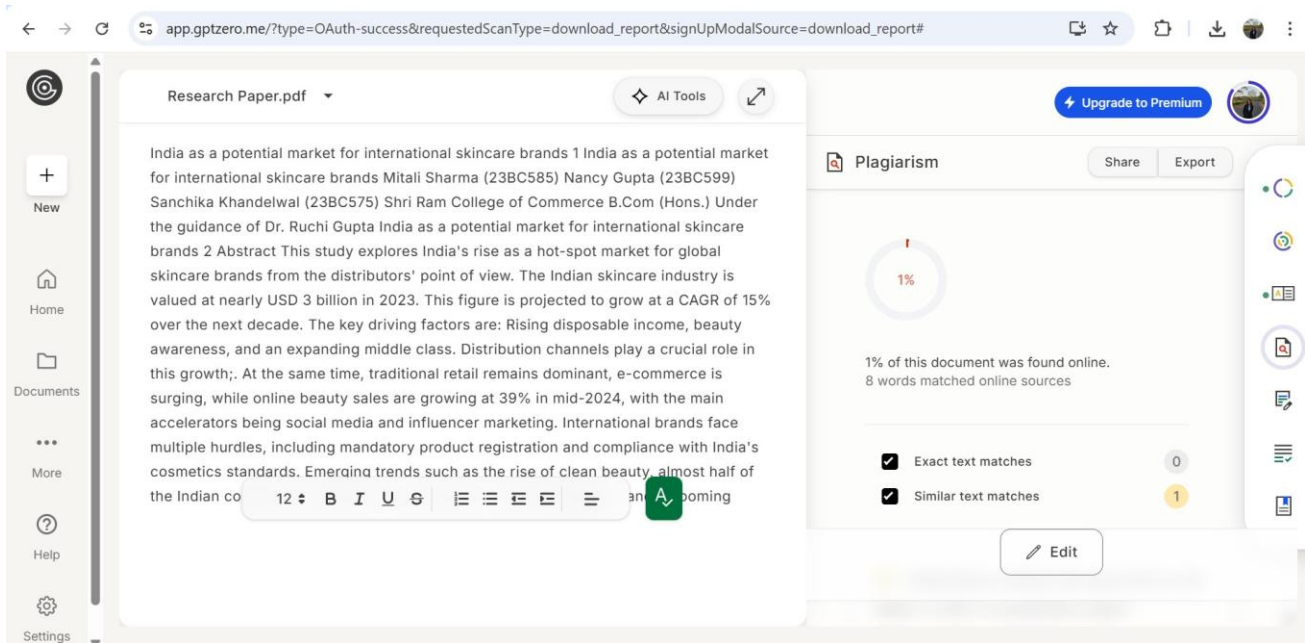 app.gptzero.me/?type=OAuth-success&requestedScanType=download_report&signUpModalSource=download_report#
New
Home
Documents
More
Help
Settings
Research Paper.pdf
AI Tools
India as a potential market for international skincare brands 1 India as a potential market
for international skincare brands Mitali Sharma (23BC585) Nancy Gupta (23BC599)
Sanchika Khandelwal (23BC575) Shri Ram College of Commerce B.Com (Hons.) Under
the guidance of Dr. Ruchi Gupta India as a potential market for international skincare
brands 2 Abstract This study explores India's rise as a hot-spot market for global
skincare brands from the distributors' point of view. The Indian skincare industry is
valued at nearly USD 3 billion in 2023. This figure is projected to grow at a CAGR of 15%
over the next decade. The key driving factors are: Rising disposable income, beauty
awareness, and an expanding middle class. Distribution channels play a crucial role in
this growth;. At the same time, traditional retail remains dominant, e-commerce is
surging, while online beauty sales are growing at 39% in mid-2024, with the main
accelerators being social media and influencer marketing. International brands face
multiple hurdles, including mandatory product registration and compliance with India's
cosmetics standards. Emerging trends such as the rise of clean beauty, almost half of
the Indian co
12 B I U S
Upgrade to Premium
Plagiarism
Share Export
1%
1% of this document was found online.
8 words matched online sources
Exact text matches 0
Similar text matches 1
Edit